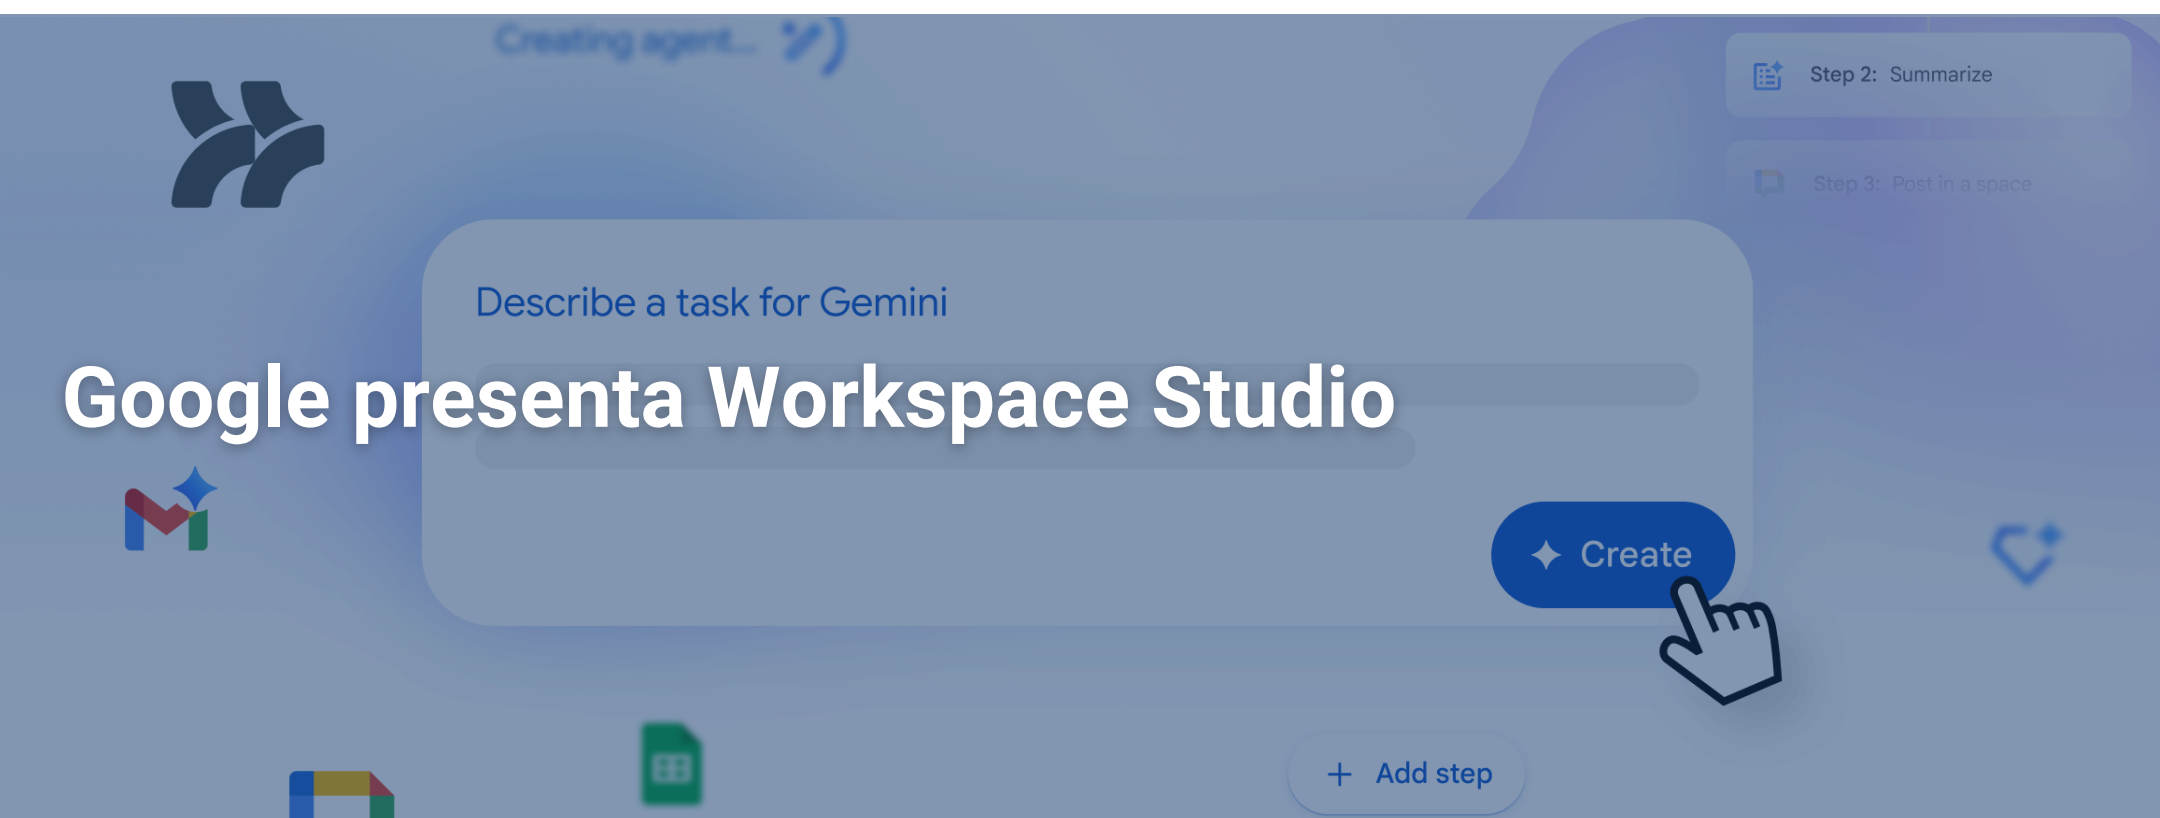 Creating agent...
Step 2: Summarize
Step 3: Post in a space
Describe a task for Gemini
Google presenta Workspace Studio
Create
+ Add step